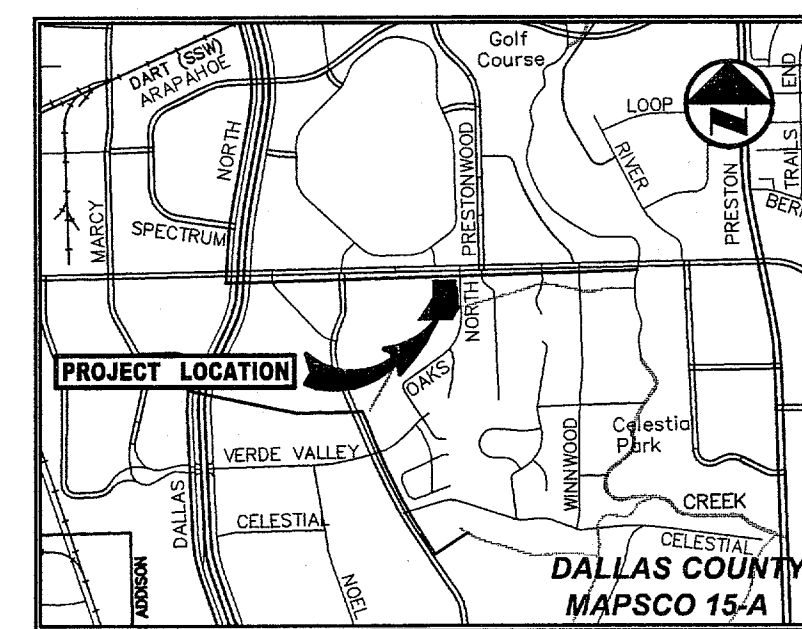 Golf
Course
DART (SSW)
ARAPAHOE
NORTH
LOOP
RIVER
END
TRAILS
N
PRESTON
PRESTONWOOD
MARCY
SPECTRUM
NORTH
PROJECT LOCATION
OAKS
VERDE VALLEY
WINNWOOD
Celestia
Park
DALLAS
CELESTIAL
NOEL
CREEK
CELESTIAL
ADDISON
DALLAS COUNTY
MAPSCO 15-A